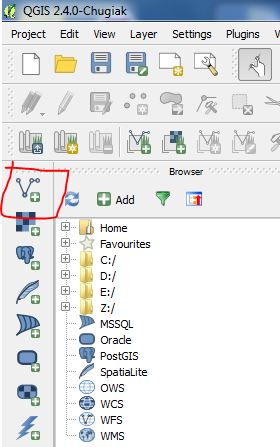 QGIS 2.4.0-Chugiak
Project Edit View Layer Settings Plugins
Browser
Add
Home
Favourites
C:/
D:/
E:/
Z:/
MSSQL
Oracle
PostGIS
SpatiaLite
OWS
WCS
WFS
WMS